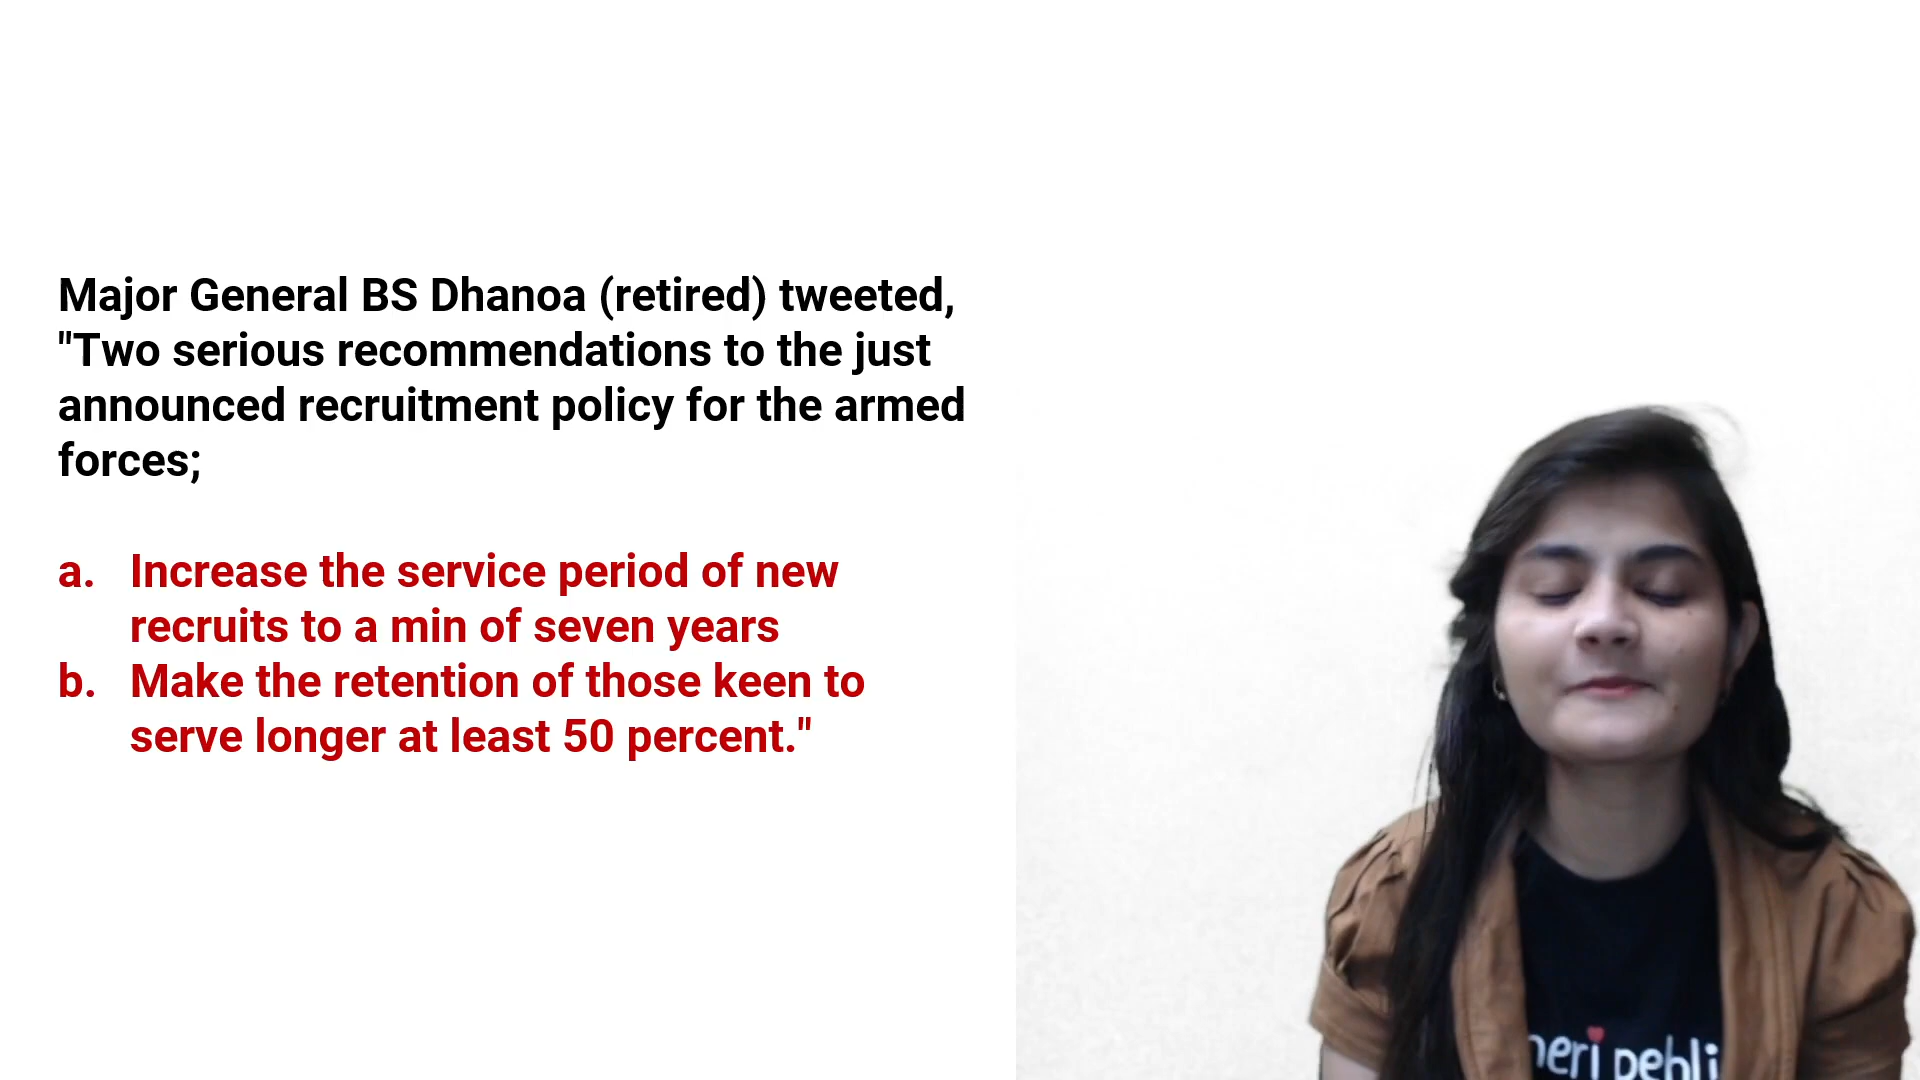 Major General BS Dhanoa (retired) tweeted,
"Two serious recommendations to the just
announced recruitment policy for the armed
forces;
a. Increase the service period of new
recruits to a min of seven years
b. Make the retention of those keen to
serve longer at least 50 percent."
meri pehli